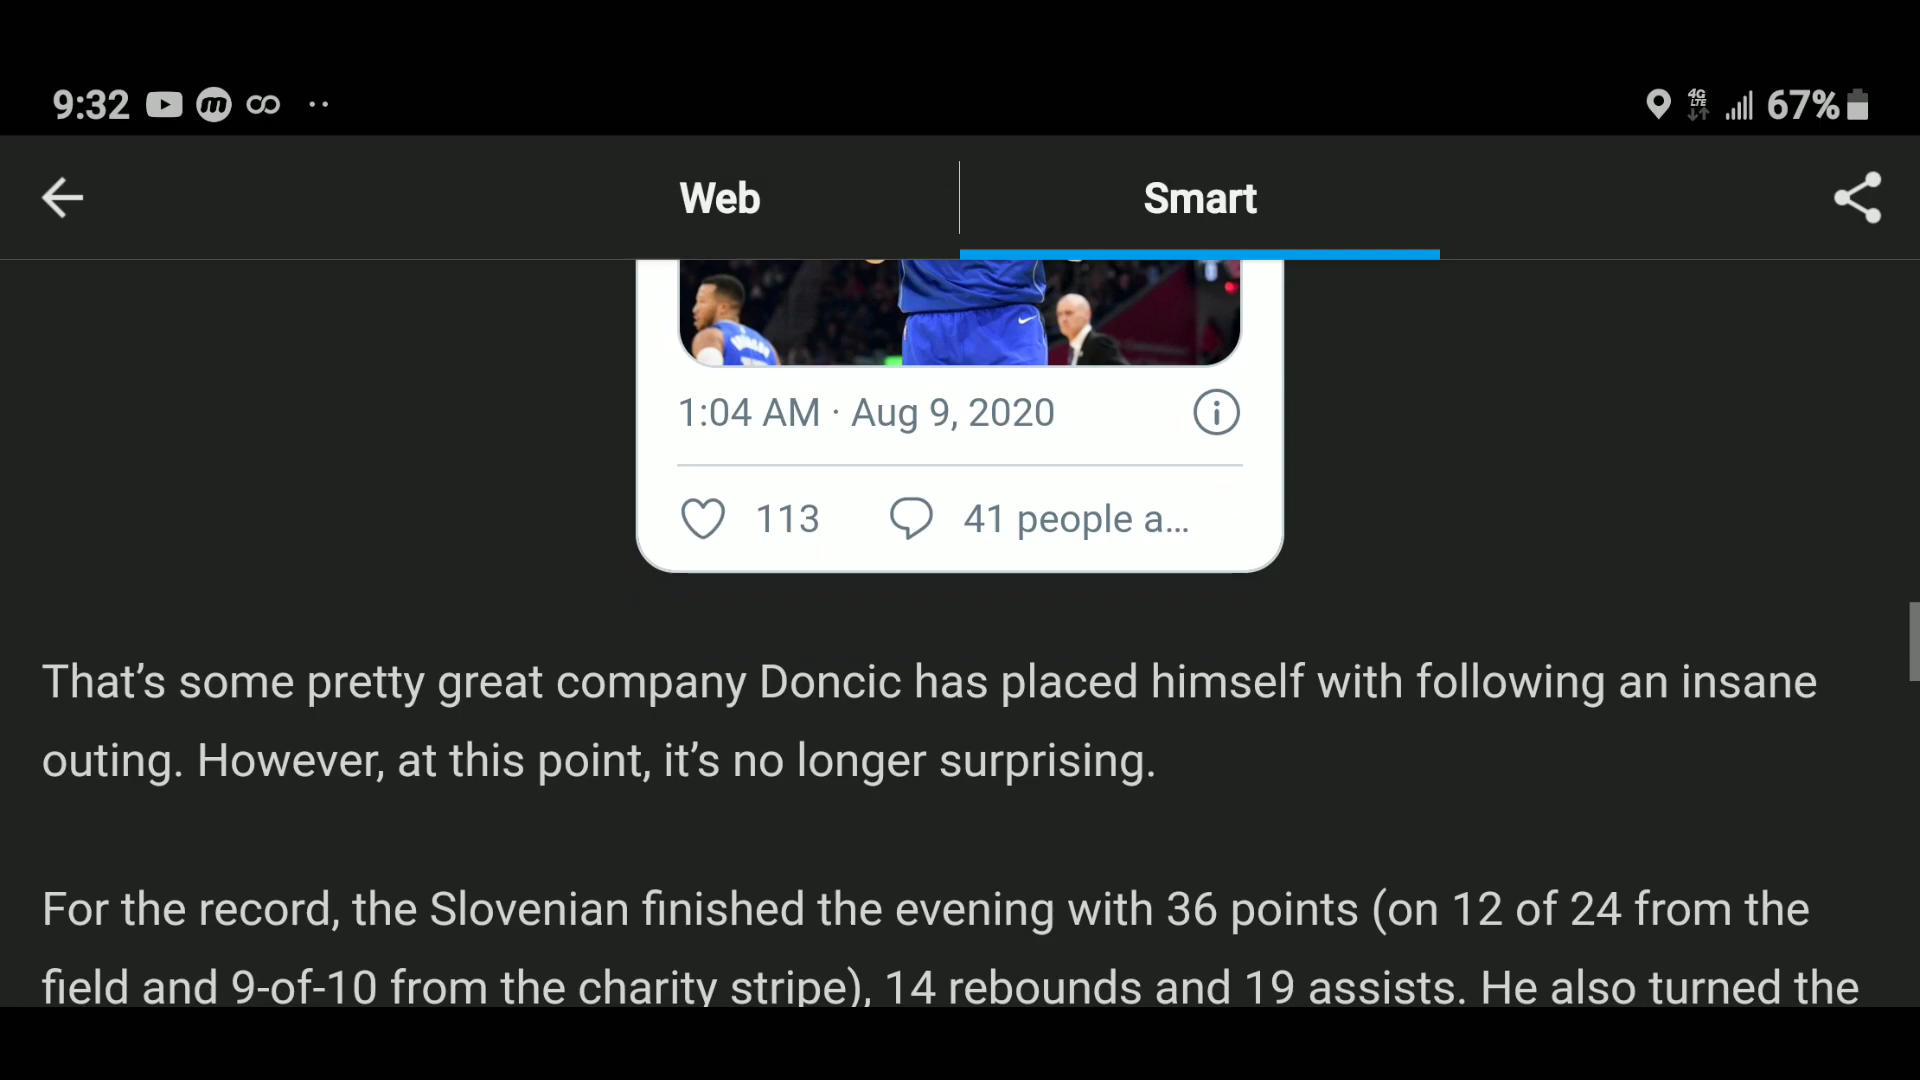 9:32
4G LTE 67%
Web Smart
1:04 AM · Aug 9, 2020
113 41 people a...
That’s some pretty great company Doncic has placed himself with following an insane
outing. However, at this point, it’s no longer surprising.
For the record, the Slovenian finished the evening with 36 points (on 12 of 24 from the
field and 9-of-10 from the charity stripe), 14 rebounds and 19 assists. He also turned the